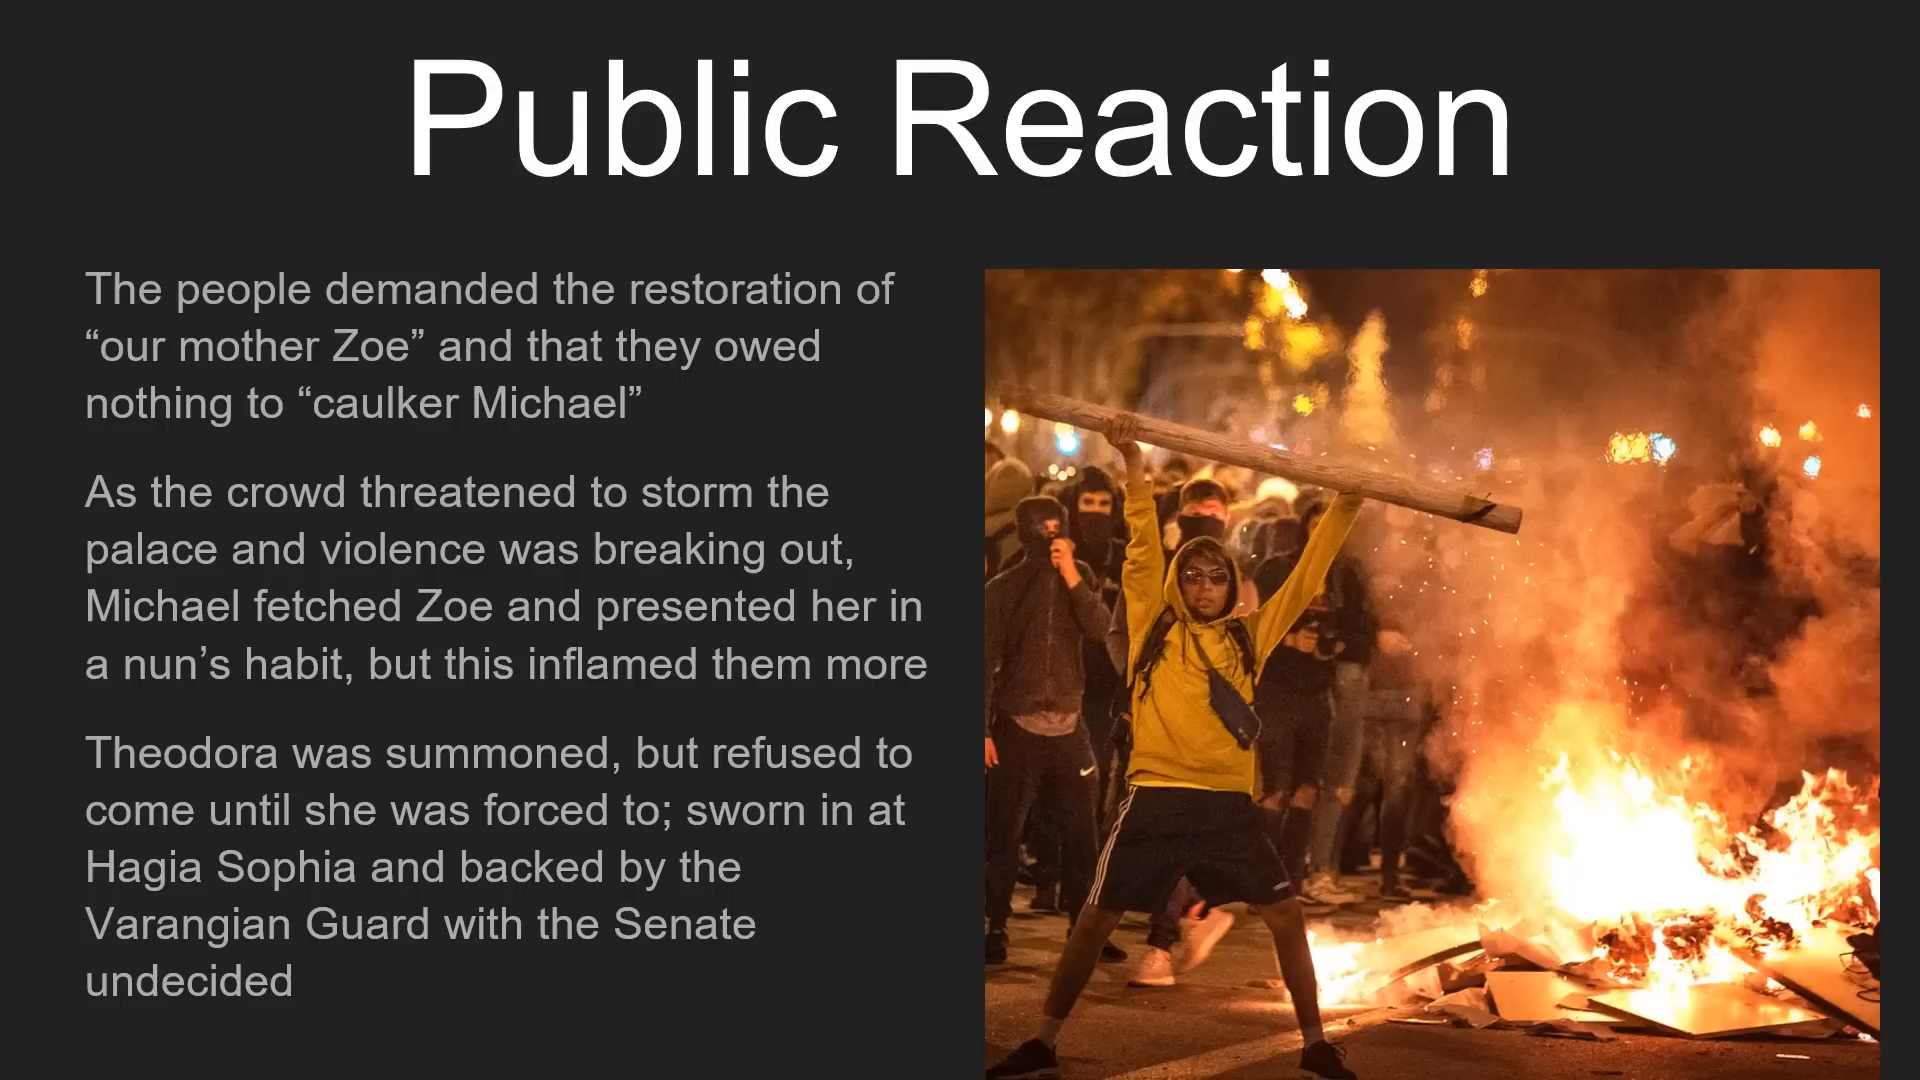 Public Reaction
The people demanded the restoration of
“our mother Zoe” and that they owed
nothing to “caulker Michael”
As the crowd threatened to storm the
palace and violence was breaking out,
Michael fetched Zoe and presented her in
a nun’s habit, but this inflamed them more
Theodora was summoned, but refused to
come until she was forced to; sworn in at
Hagia Sophia and backed by the
Varangian Guard with the Senate
undecided